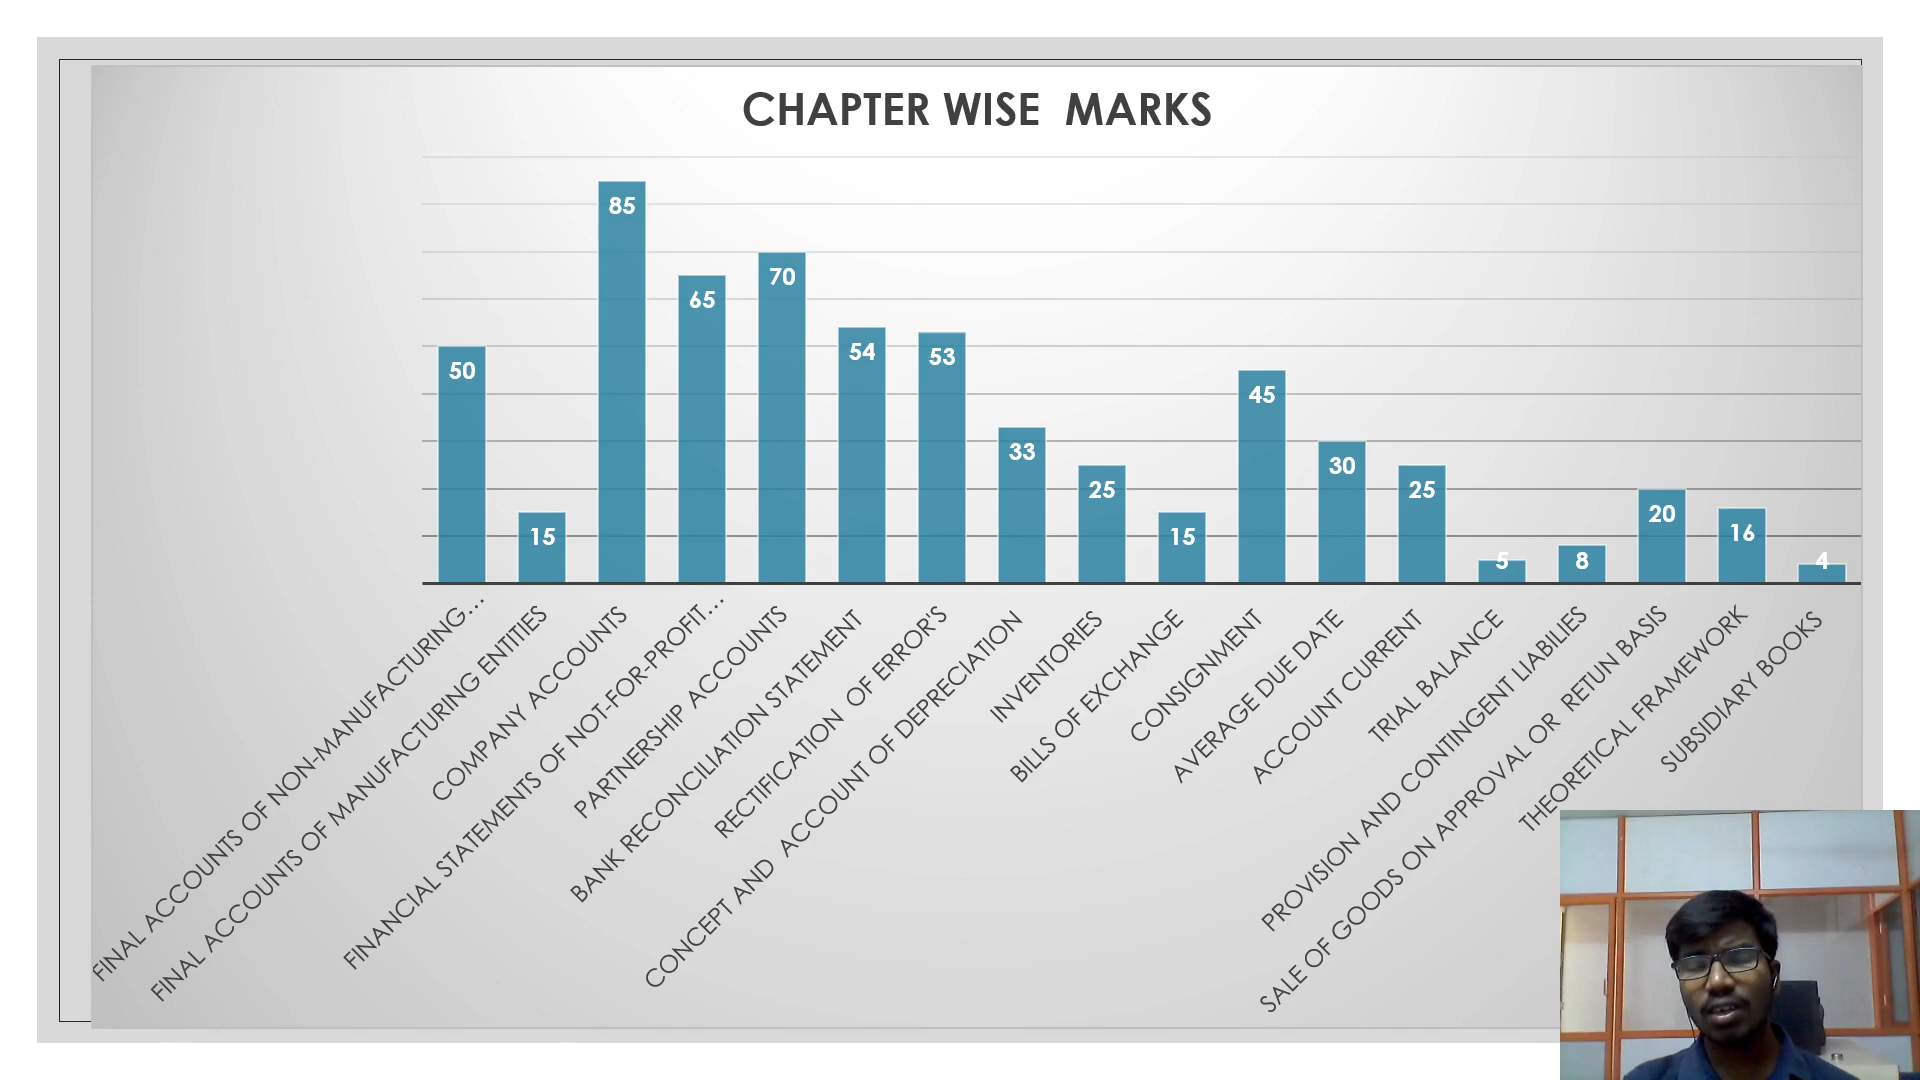 CHAPTER WISE  MARKS
85
70
65
54
53
50
45
33
30
25
25
20
16
15
15
8
5
4
FINAL ACCOUNTS OF NON-MANUFACTURING...
FINAL ACCOUNTS OF MANUFACTURING ENTITIES
COMPANY ACCOUNTS
FINANCIAL STATEMENTS OF NOT-FOR-PROFIT...
PARTNERSHIP ACCOUNTS
BANK RECONCILIATION STATEMENT
RECTIFICATION  OF ERROR'S
CONCEPT AND  ACCOUNT OF DEPRECIATION
INVENTORIES
BILLS OF EXCHANGE
CONSIGNMENT
AVERAGE DUE DATE
ACCOUNT CURRENT
TRIAL BALANCE
PROVISION AND CONTINGENT LIABILIES
SALE OF GOODS ON APPROVAL OR  RETUN BASIS
THEORETICAL FRAMEWORK
SUBSIDIARY BOOKS